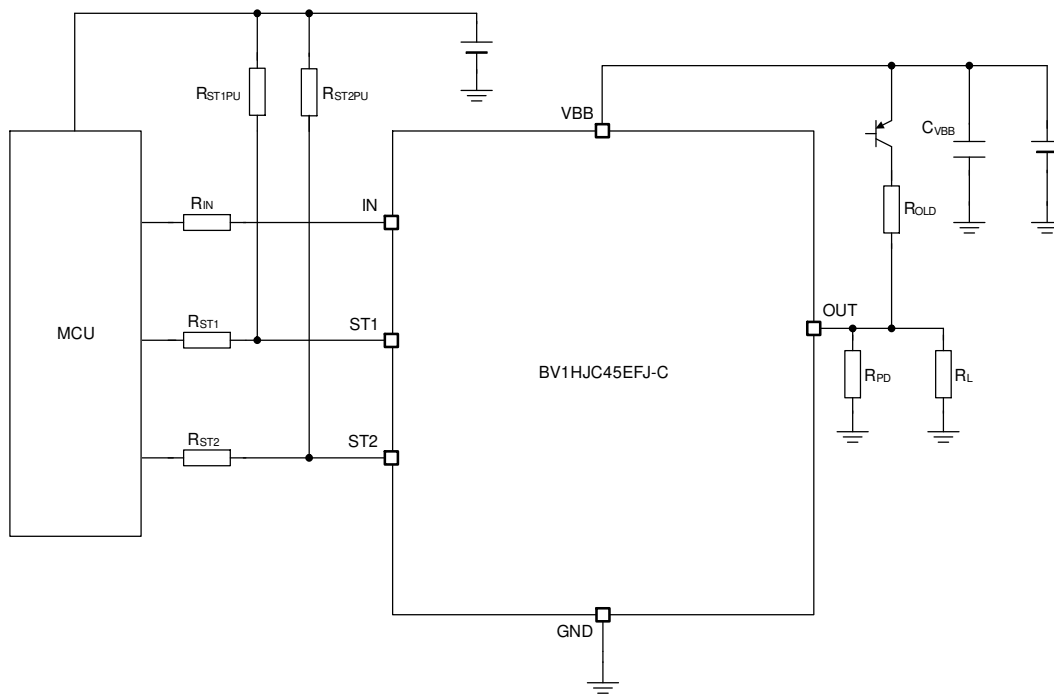 RST1PU
RST2PU
VBB
CVBB
RIN
IN
ROLD
OUT
RST1
ST1
MCU
BV1HJC45EFJ-C
RPD
RL
RST2
ST2
GND